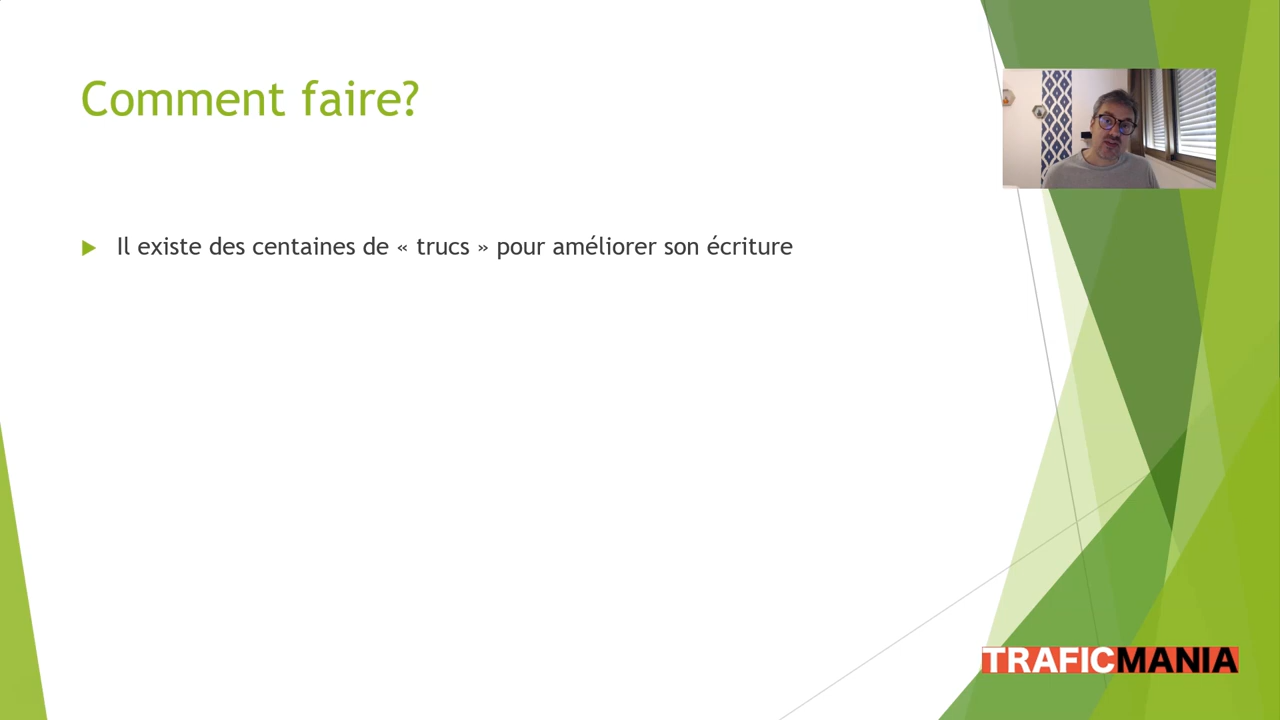 Comment faire?
Il existe des centaines de « trucs » pour améliorer son écriture
TRAFICMANIA